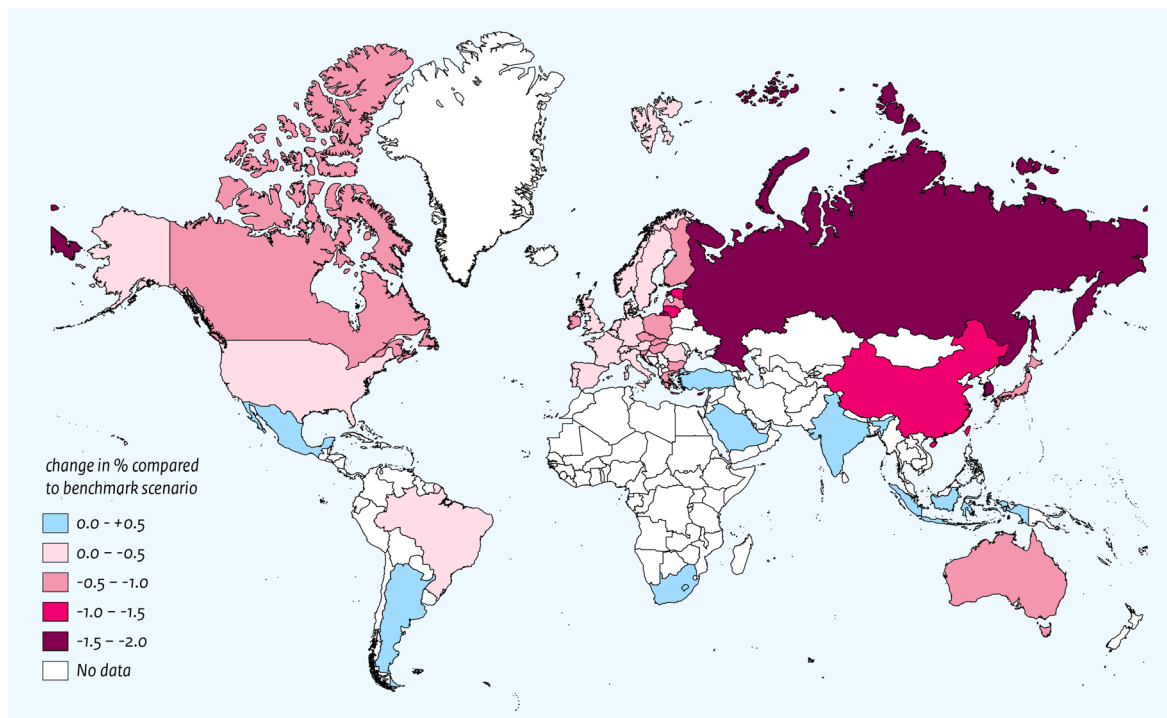 change in % compared
to benchmark scenario
0.0 - +0.5
0.0 – -0.5
-0.5 – -1.0
-1.0 – -1.5
-1.5 – -2.0
No data